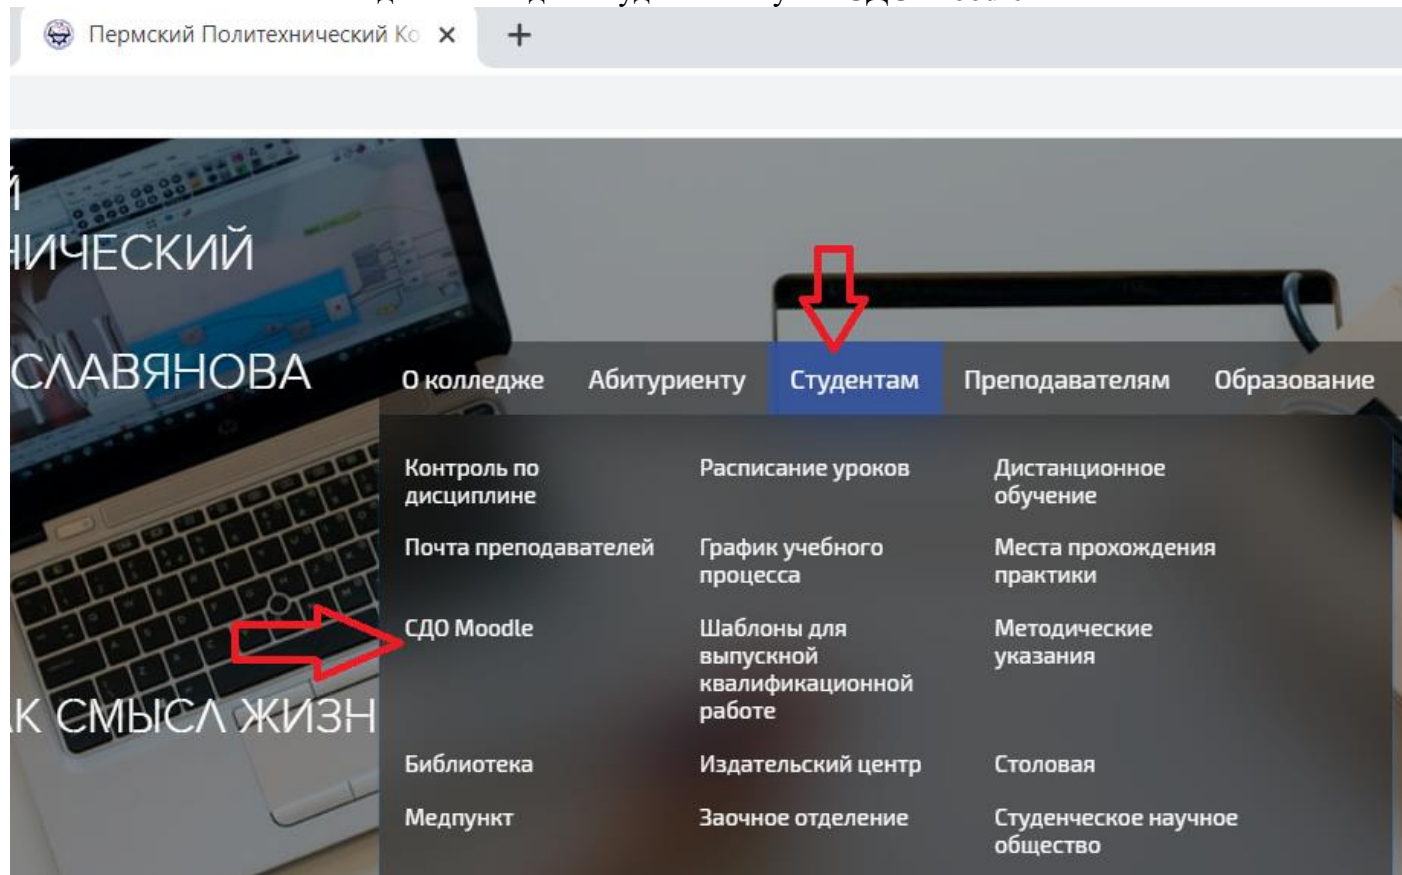 Пермский Политехнический Ко
Й
НИЧЕСКИЙ
СЛАВЯНОВА
О колледже Абитуриенту Студентам Преподавателям Образование
Контроль по
дисциплине
Расписание уроков
Дистанционное
обучение
Почта преподавателей
График учебного
процесса
Места прохождения
практики
СДО Moodle
Шаблоны для
выпускной
квалификационной
работе
Методические
указания
К СМЫСЛ ЖИЗН
Библиотека
Издательский центр
Столовая
Медпункт
Заочное отделение
Студенческое научное
общество